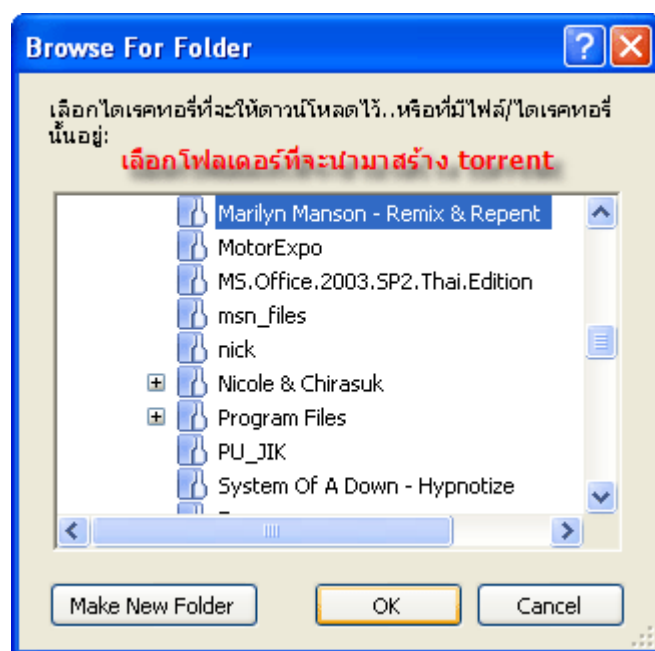 Browse For Folder
เลือกไดเรคทอรี่ที่จะให้ดาวน์โหลดไว้..หรือที่มีไฟล์/ไดเรคทอรี่
นั้นอยู่:
เลือกโฟลเดอร์ที่จะนำมาสร้าง torrent
Marilyn Manson - Remix & Repent
MotorExpo
MS.Office.2003.SP2.Thai.Edition
msn_files
nick
Nicole & Chirasuk
Program Files
PU_JIK
System Of A Down - Hypnotize
Make New Folder
OK
Cancel